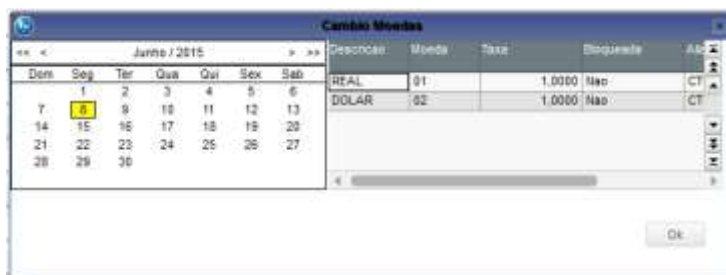 Cambio Moedas
<< < Junho / 2015 > >>
Dom Seg Ter Qua Qui Sex Sab
1 2 3 4 5 6
7 8 9 10 11 12 13
14 15 16 17 18 19 20
21 22 23 24 25 26 27
28 29 30
Descricao Moeda Taxa Bloqueada
REAL 01 1,0000 Nao CT
DOLAR 02 1,0000 Nao CT
Ok